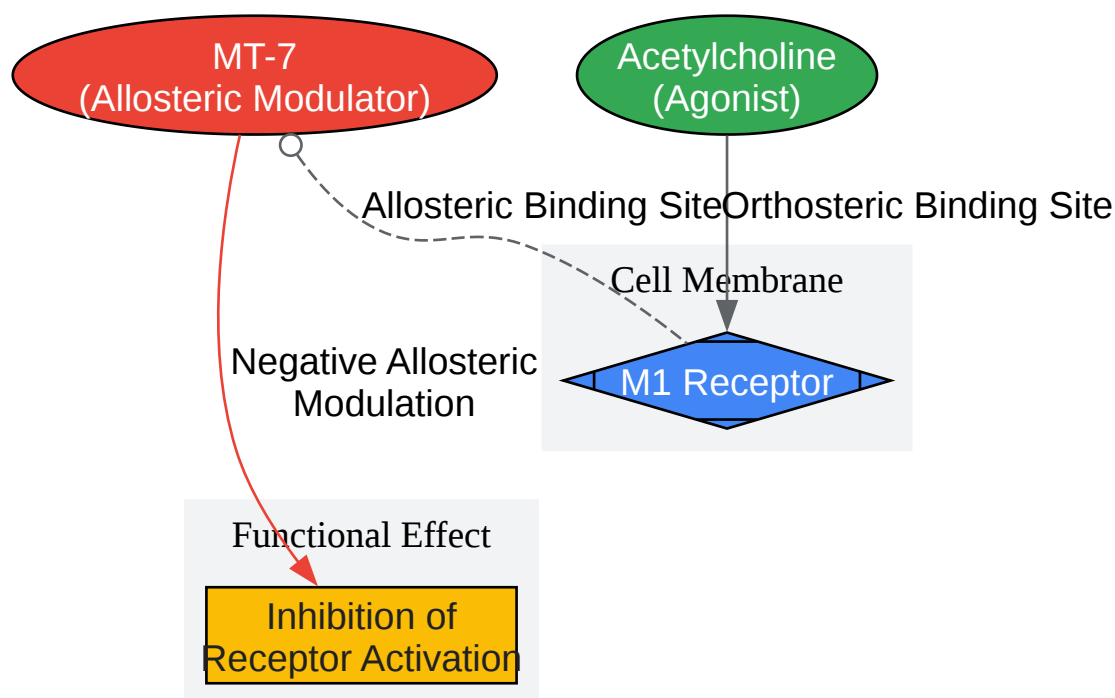 MT-7
(Allosteric Modulator)
Acetylcholine
(Agonist)
Allosteric Binding Site
Orthosteric Binding Site
Cell Membrane
M1 Receptor
Negative Allosteric
Modulation
Functional Effect
Inhibition of
Receptor Activation